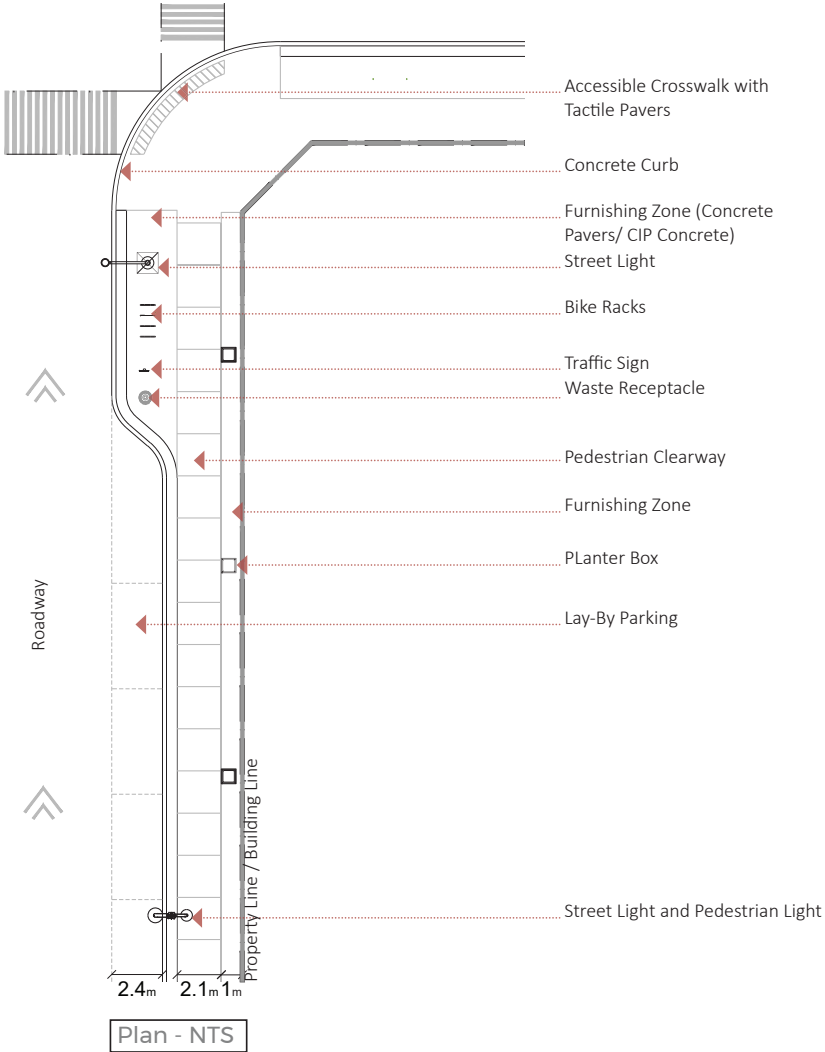 Accessible Crosswalk with
Tactile Pavers
Concrete Curb
Furnishing Zone (Concrete
Pavers/ CIP Concrete)
Street Light
Bike Racks
Traffic Sign
Waste Receptacle
Pedestrian Clearway
Furnishing Zone
PLanter Box
Lay-By Parking
Roadway
Property Line / Building Line
Street Light and Pedestrian Light
2.4m 2.1m 1m
Plan - NTS